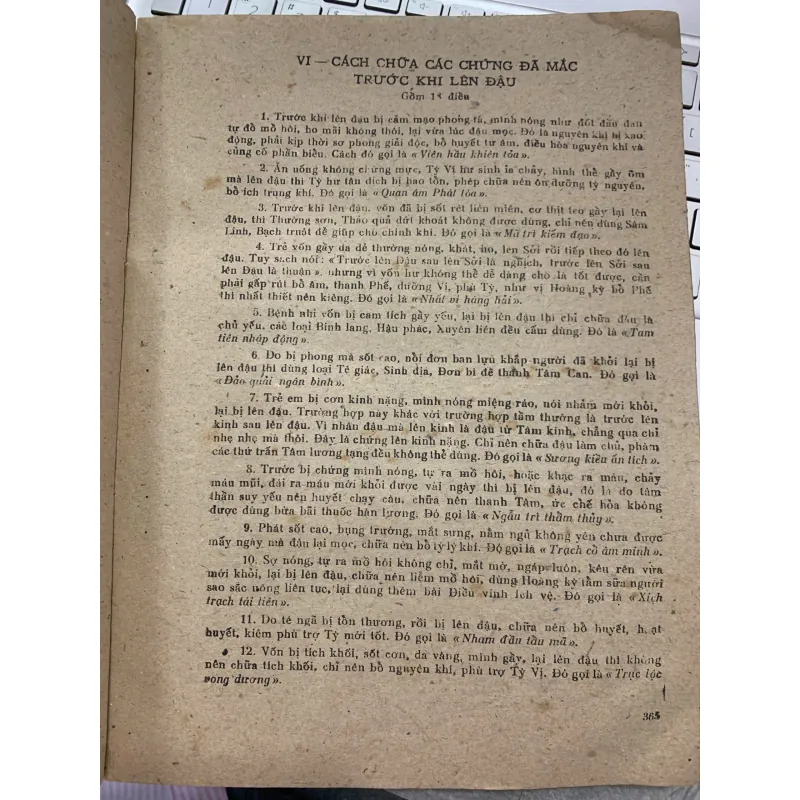 VI — CÁCH CHỮA CÁC CHỨNG ĐÃ MẮC
TRƯỚC KHI LÊN ĐẬU
Gồm 18 điều
1. Trước khi lên đậu bị cảm mạo phong tà, mình nóng như đốt đầu đau
tự đổ mồ hôi, ho mãi không thôi, lại vừa lúc đậu mọc. Đó là nguyên khí bị xao
động, phải kịp thời sơ phong giải độc, bổ huyết tư âm, điều hòa nguyên khí và
củng cố phần biểu. Cách đó gọi là « Viên hầu khiên tỏa».
2. Ăn uống không chừng mực, Tỳ Vị hư sinh ỉa chảy, hình thể gầy ốm
mà lên đậu thì Tỳ hư tân dịch bị hao tổn, phép chữa nên ôn dưỡng tỳ nguyên,
bổ ích trung khí. Đó gọi là « Quan âm Phật tỏa».
3. Trước khi lên đậu, vốn đã bị sốt rét liên miên, cơ thịt teo gầy lại lên
đậu, thì Thường sơn, Thảo quả dứt khoát không được dùng, chỉ nên dùng Sâm
Linh, Bạch truật để giúp cho chính khí. Đó gọi là « Mã trì kiếm đạo».
4. Trẻ vốn gầy da dẻ thường nóng, khát, ho, lên Sởi rồi tiếp theo đó lên
đậu. Tuy sách nói: «Trước lên Đậu sau lên Sởi là nghịch, trước lên Sởi sau
lên Đậu là thuận», nhưng vì vốn hư không thể dễ dàng cho là tốt được, cần
phải gấp rút bổ âm, thanh Phế, dưỡng Vị, phù Tỳ, như vị Hoàng kỳ bổ Phế
thì nhất thiết nên kiêng. Đó gọi là « Nhất vi hàng hải».
5. Bệnh nhi vốn bị cam tích gầy yếu, lại bị lên đậu thì chỉ chữa đậu là
chủ yếu, các loại Binh lang, Hậu phác, Xuyên liên đều cấm dùng. Đó là « Tam
tiên nhập động».
6. Do bị phong mà sốt cao, nổi đơn ban lựu khắp người đã khỏi lại bị
lên đậu thì dùng loại Tê giác, Sinh địa, Đơn bì để thanh Tâm Can. Đó gọi là
«Đảo quải ngân bình».
7. Trẻ em bị cơn kinh nặng, mình nóng miệng ráo, nói nhảm mới khỏi,
lại bị lên đậu. Trường hợp này khác với trường hợp tầm thường là trước lên
kinh sau lên đậu. Vì nhân đậu mà lên kinh là đậu từ Tâm kinh, chẳng qua chỉ
nhẹ nhẹ mà thôi. Đây là chứng lên kinh nặng. Chỉ nên chữa đậu làm chủ, phàm
các thứ trấn Tâm lương tạng đều không thể dùng. Đó gọi là « Sương kiều ẩn tích».
8. Trước bị chứng mình nóng, tự ra mồ hôi, hoặc khạc ra máu, chảy
máu mũi, đái ra máu mới khỏi được vài ngày thì bị lên đậu, đó là do tâm
thần suy yếu nên huyết chạy càu, chữa nên thanh Tâm, ức chế hỏa không
được dùng bừa bãi thuốc hàn lương. Đó gọi là « Ngẫu trì thầm thủy».
9. Phát sốt cao, bụng trướng, mắt sưng, nằm ngủ không yên chưa được
mấy ngày mà đậu lại mọc, chữa nên bổ tỳ lý khí. Đó gọi là « Trạch cồ âm minh».
10. Sợ nóng, tự ra mồ hôi không chỉ, mắt mờ, ngáp luôn, kêu rên vừa
mới khỏi, lại bị lên đậu, chữa nên liễm mồ hôi, dùng Hoàng kỳ tẩm sữa người
sao sắc uống liên tục, lại dùng thêm bài Điều vinh ích vệ. Đó gọi là «Xích
trạch tái tiên».
11. Do té ngã bị tổn thương, rồi bị lên đậu, chữa nên bổ huyết, hoạt
huyết, kiêm phù trợ Tỳ mới tốt. Đó gọi là « Nham đầu tẩu mã».
12. Vốn bị tích khối, sốt cơn, da vàng, mình gầy, lại lên đậu thì không
nên chữa tích khối, chỉ nên bổ nguyên khí, phù trợ Tỳ Vị. Đó gọi là «Trục lộc
vong dương».
365